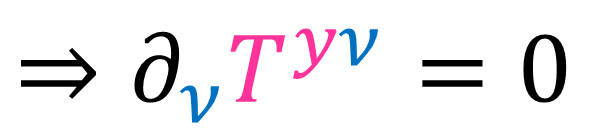 ⇒ ∂_ν T^{yν} = 0